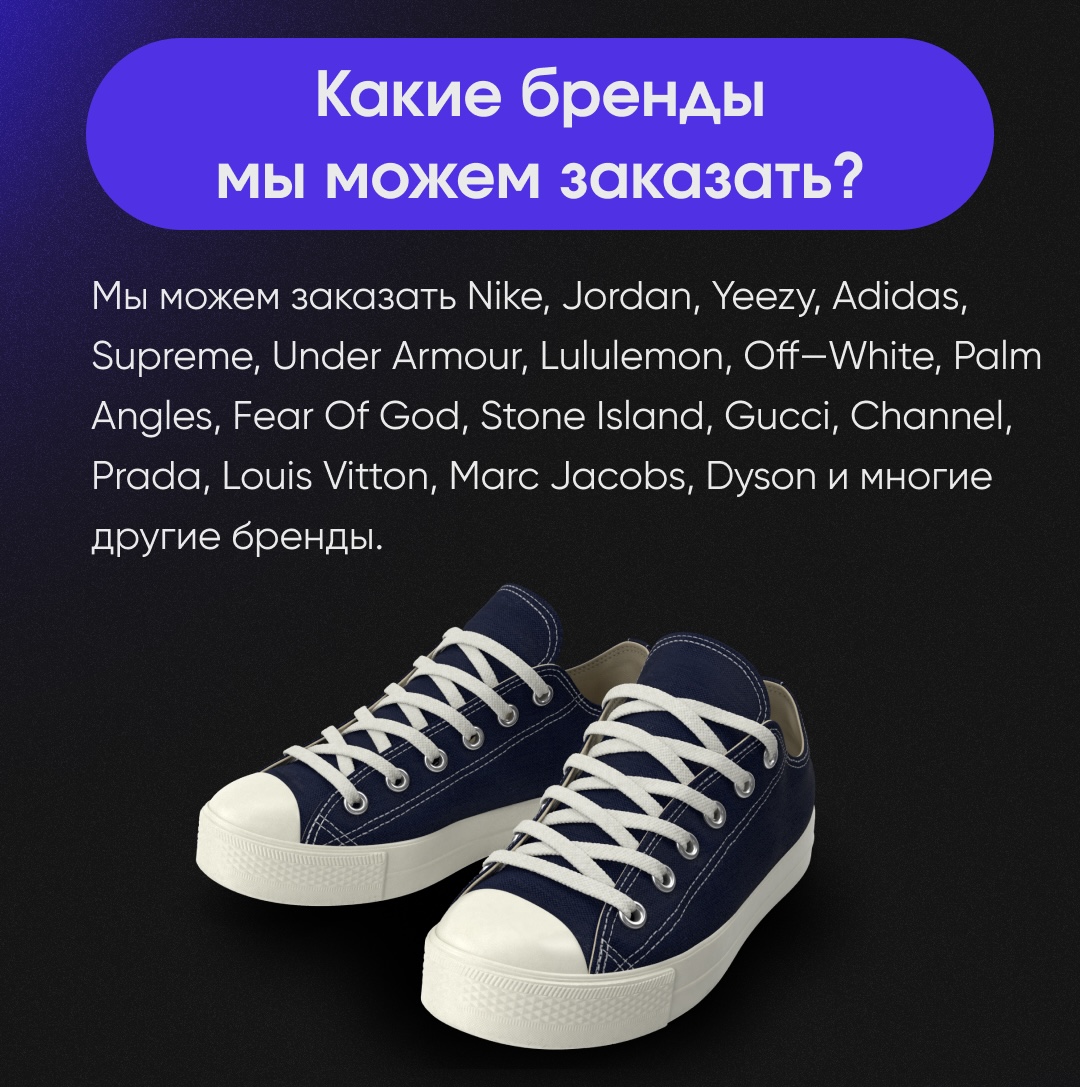 Какие бренды
мы можем заказать?
Мы можем заказать Nike, Jordan, Yeezy, Adidas,
Supreme, Under Armour, Lululemon, Off—White, Palm
Angles, Fear Of God, Stone Island, Gucci, Channel,
Prada, Louis Vitton, Marc Jacobs, Dyson и многие
другие бренды.